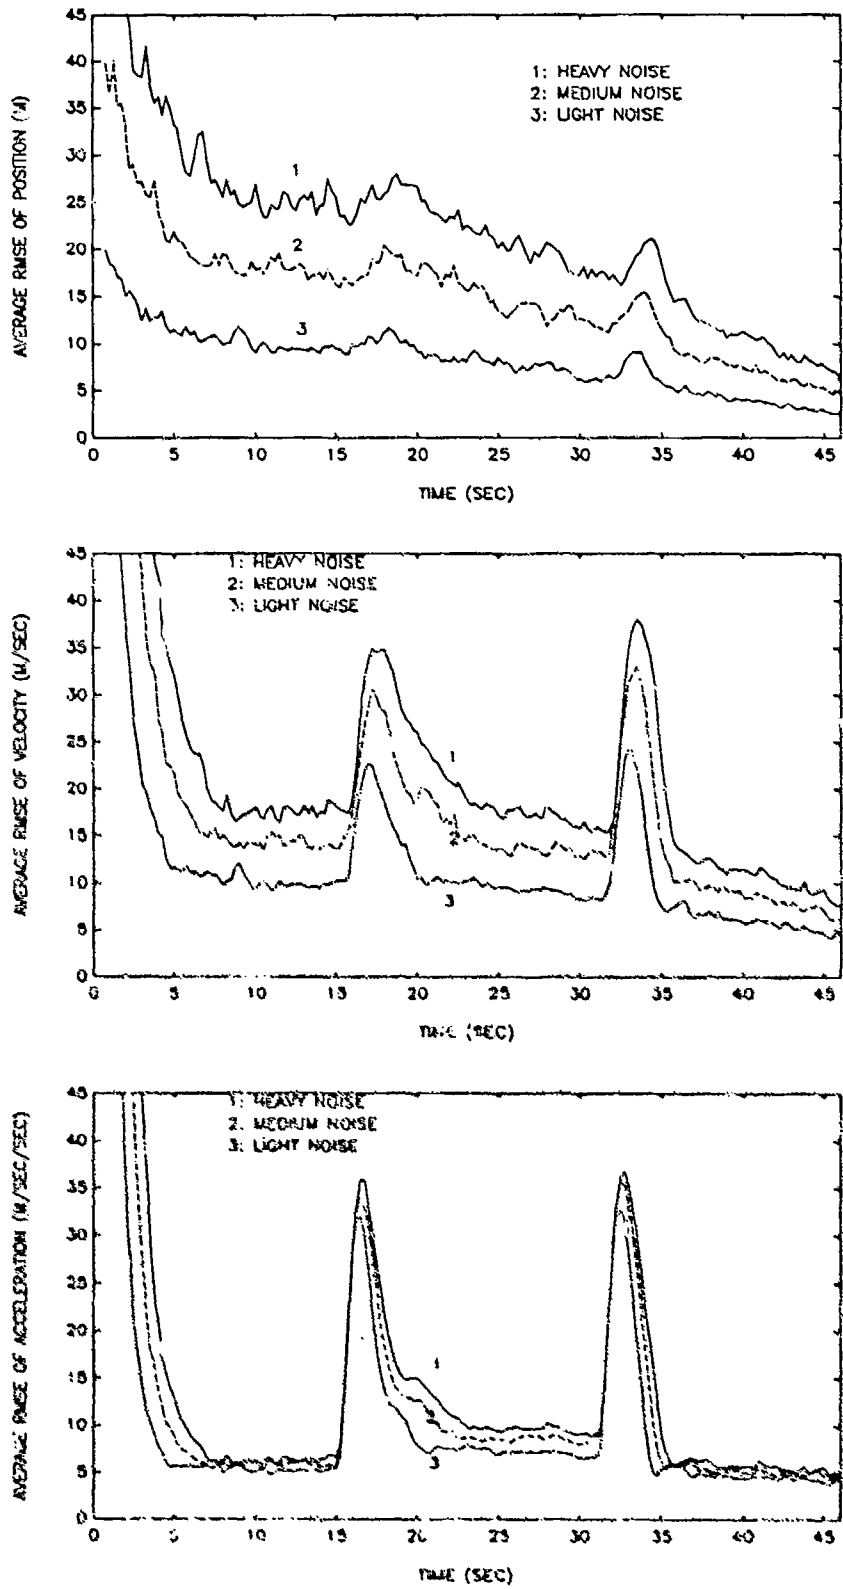 45
40
35
30
25
20
15
10
5
0
AVERAGE RMSE OF POSITION (M)
1: HEAVY NOISE
2: MEDIUM NOISE
3: LIGHT NOISE
1
2
3
0 5 10 15 20 25 30 35 40 45
TIME (SEC)
45
40
35
30
25
20
15
10
5
0
AVERAGE RMSE OF VELOCITY (M/SEC)
1: HEAVY NOISE
2: MEDIUM NOISE
3: LIGHT NOISE
1
2
3
0 5 10 15 20 25 30 35 40 45
TIME (SEC)
45
40
35
30
25
20
15
10
5
0
AVERAGE RMSE OF ACCELERATION (M/SEC/SEC)
1: HEAVY NOISE
2. MEDIUM NOISE
3: LIGHT NOISE
1
3
0 5 10 15 20 25 30 35 40 45
TIME (SEC)